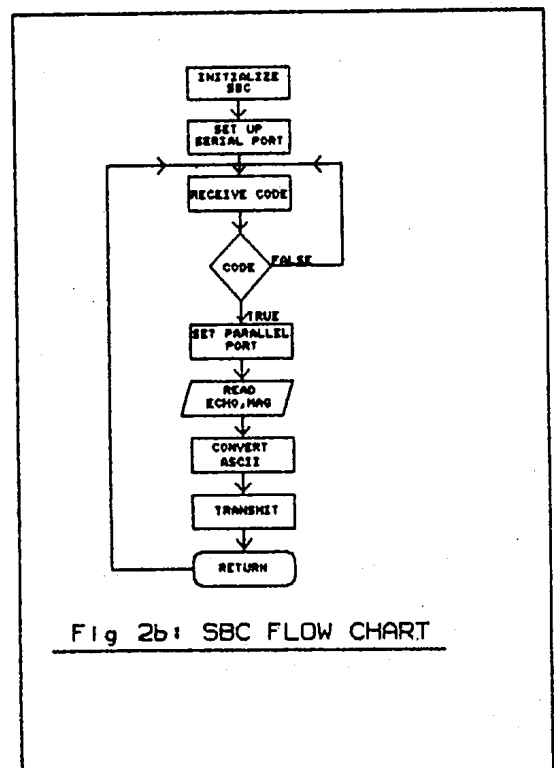 INITIALIZE
SBC
SET UP
SERIAL PORT
RECEIVE CODE
CODE
FALSE
TRUE
SET PARALLEL
PORT
READ
ECHO,MAG
CONVERT
ASCII
TRANSMIT
RETURN
Fig 2b: SBC FLOW CHART